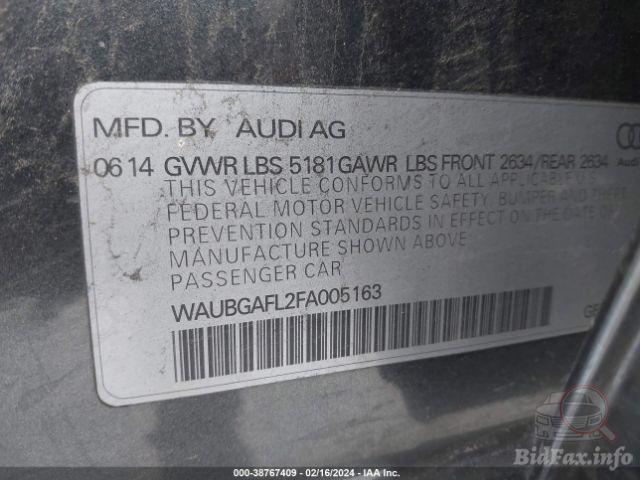 MFD. BY AUDI AG
06 14 GVWR LBS 5181 GAWR LBS FRONT 2634/REAR 2634
THIS VEHICLE CONFORMS TO ALL APPLICABLE U.S.
FEDERAL MOTOR VEHICLE SAFETY, BUMPER AND THEFT
PREVENTION STANDARDS IN EFFECT ON THE DATE OF
MANUFACTURE SHOWN ABOVE.
PASSENGER CAR
WAUBGAFL2FA005163
BidFax.info
000-38767409 - 02/16/2024 - IAA Inc.